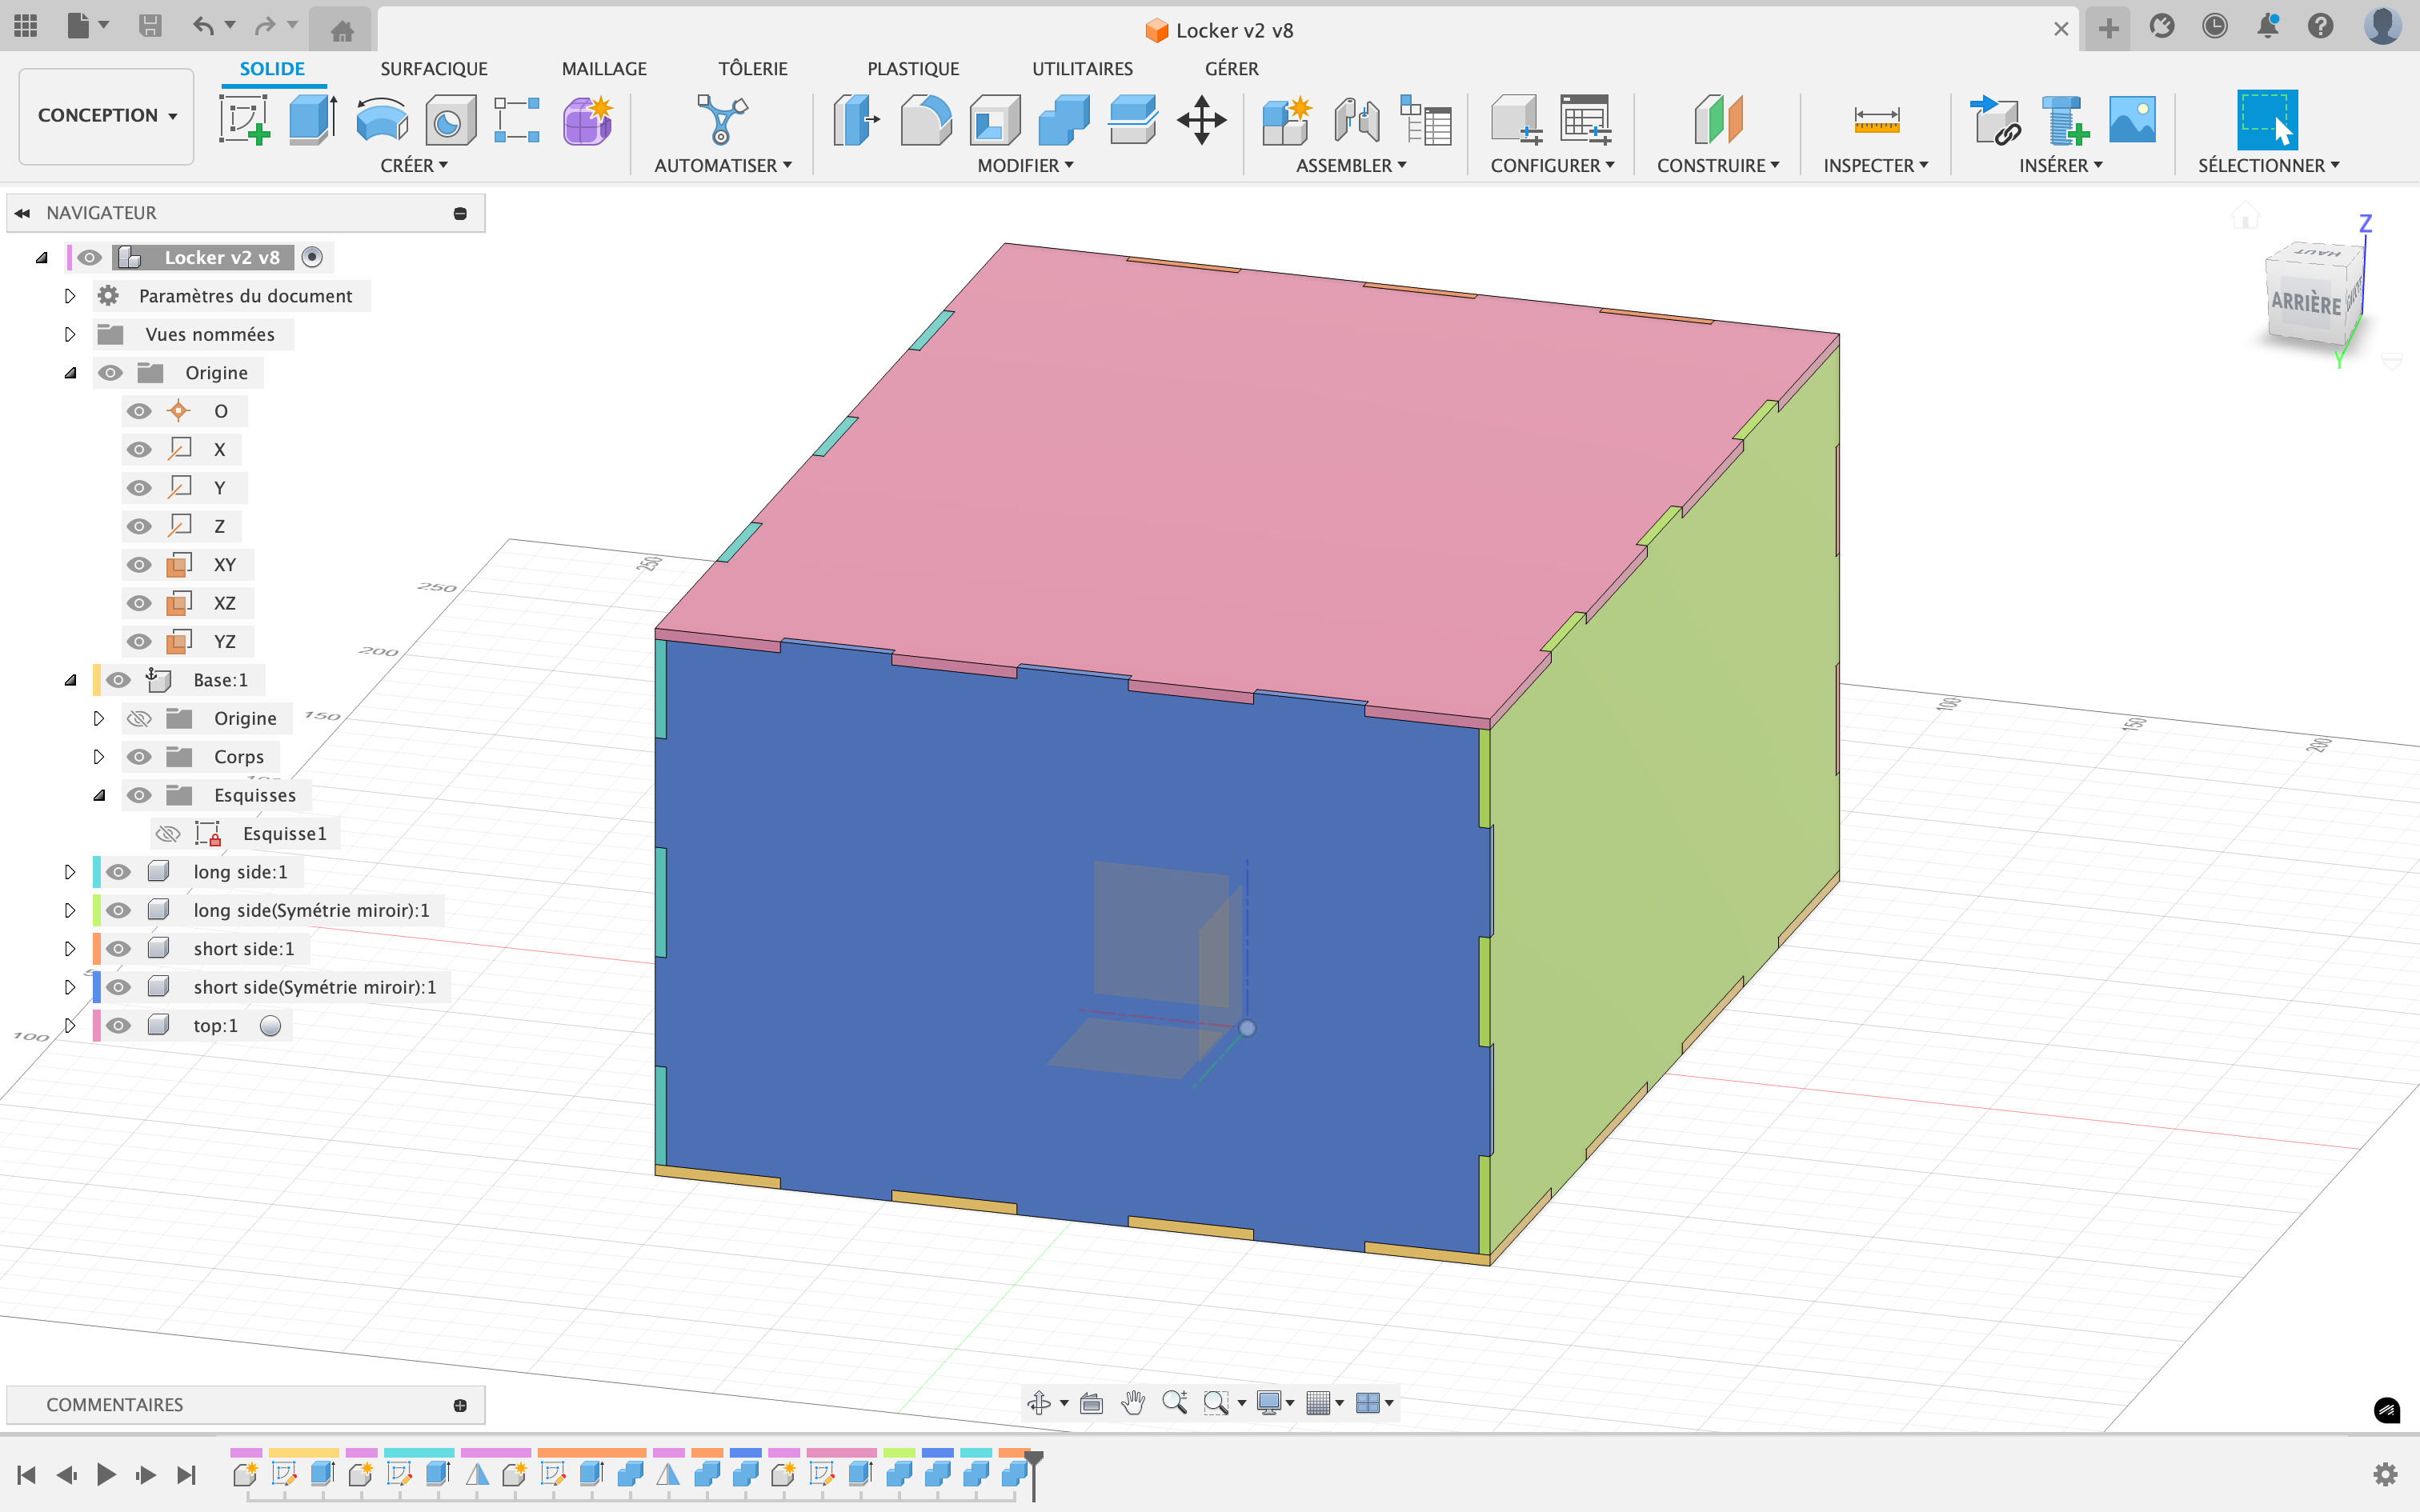 Locker v2 v8
SOLIDE SURFACIQUE MAILLAGE TÔLERIE PLASTIQUE UTILITAIRES GÉRER
CONCEPTION
CRÉER AUTOMATISER MODIFIER ASSEMBLER CONFIGURER CONSTRUIRE INSPECTER INSÉRER SÉLECTIONNER
NAVIGATEUR
Locker v2 v8
Paramètres du document
Vues nommées
Origine
O
X
Y
Z
XY
XZ
YZ
Base:1
Origine
Corps
Esquisses
Esquisse1
long side:1
long side(Symétrie miroir):1
short side:1
short side(Symétrie miroir):1
top:1
250
200
150
100
250
100
150
200
Z
HAUT
ARRIÈRE
Y
COMMENTAIRES